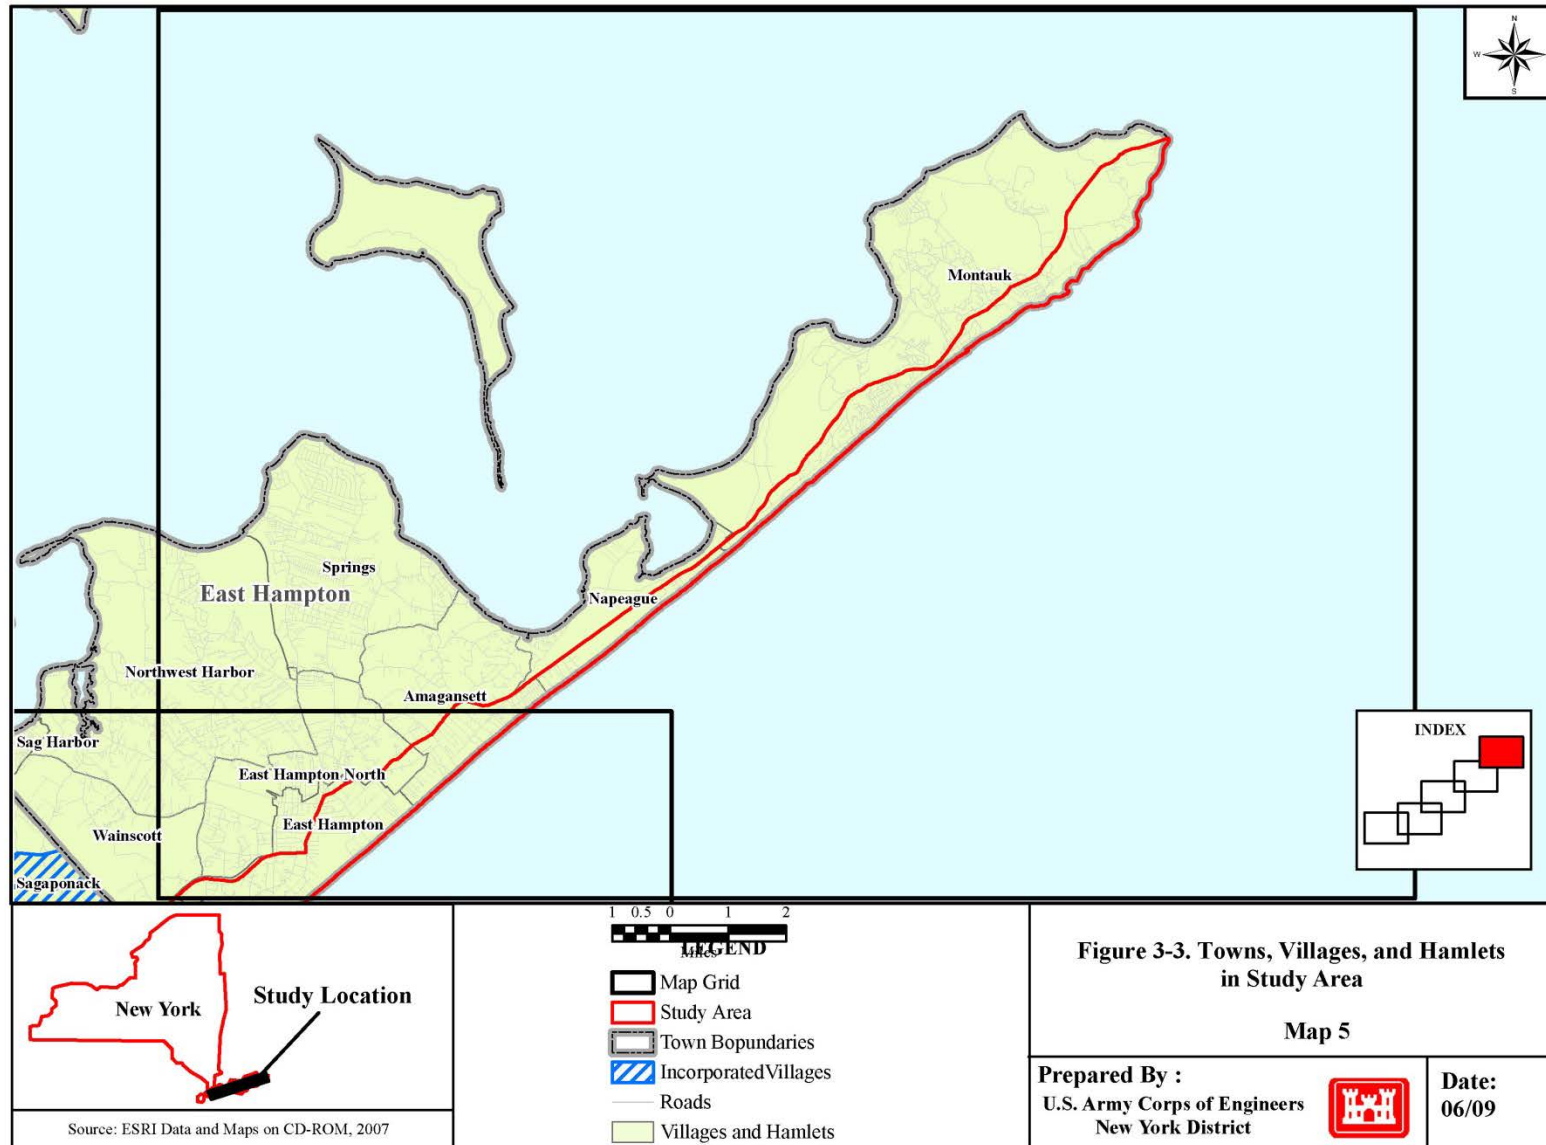 N
W
S
Montauk
Springs
East Hampton
Napeague
Northwest Harbor
Amagansett
Sag Harbor
East Hampton North
East Hampton
Wainscott
Sagaponack
INDEX
New York
Study Location
Source: ESRI Data and Maps on CD-ROM, 2007
1 0.5 0 1 2
Miles
LEGEND
Map Grid
Study Area
Town Bopundaries
IncorporatedVillages
Roads
Villages and Hamlets
Figure 3-3. Towns, Villages, and Hamlets
in Study Area
Map 5
Prepared By :
U.S. Army Corps of Engineers
New York District
Date:
06/09